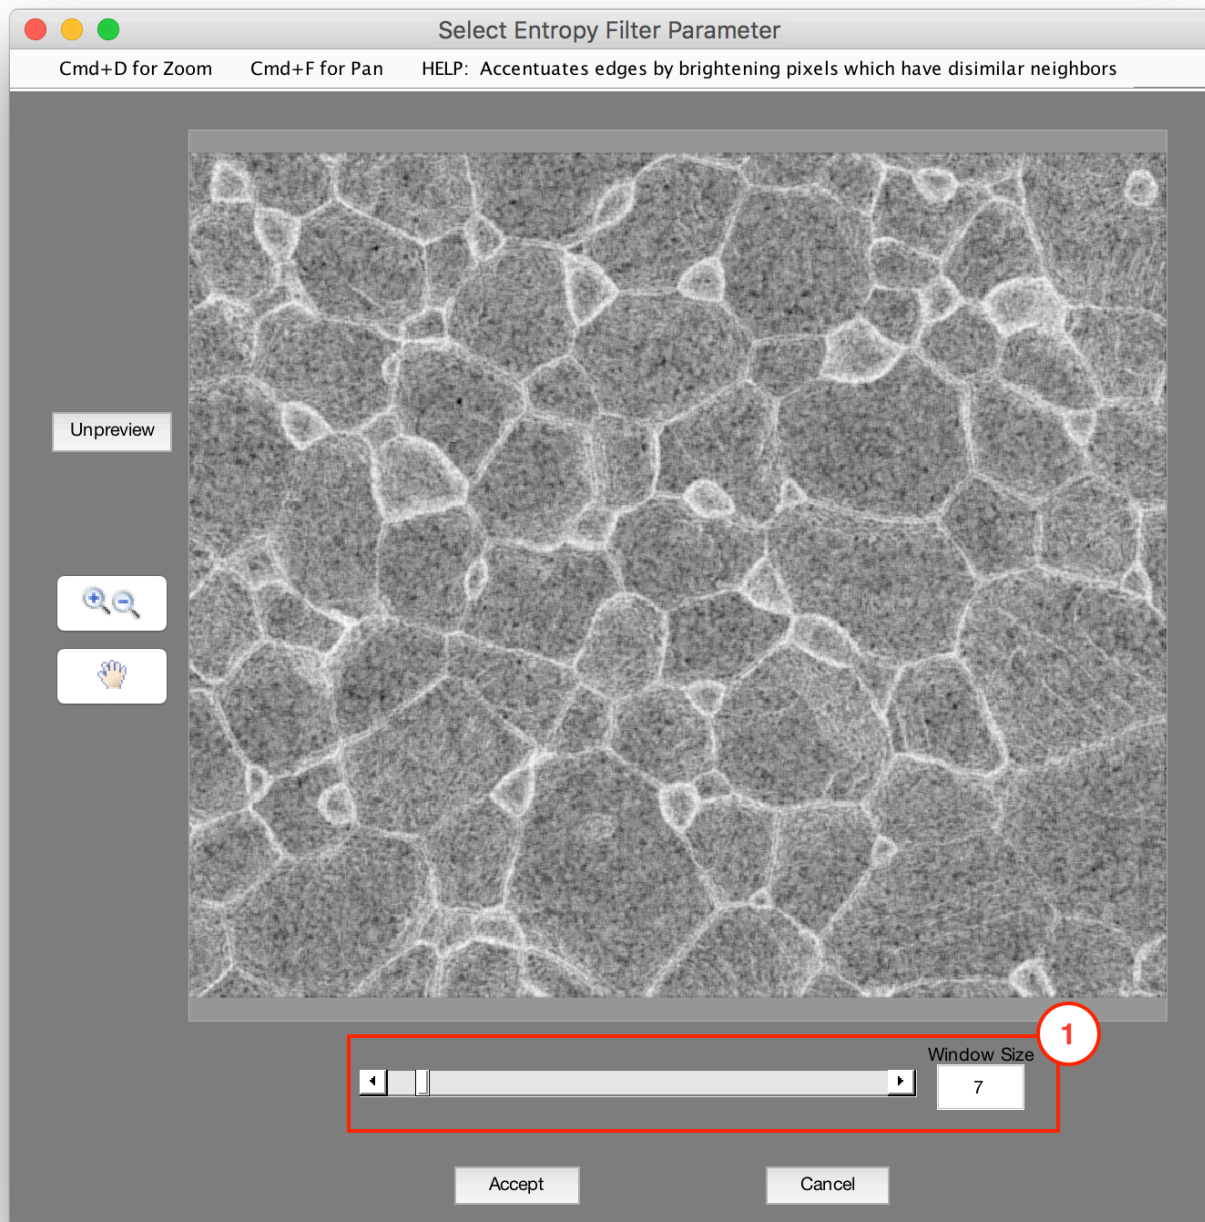 Select Entropy Filter Parameter
Cmd+D for Zoom Cmd+F for Pan HELP: Accentuates edges by brightening pixels which have disimilar neighbors
Unpreview
1
Window Size
7
Accept Cancel